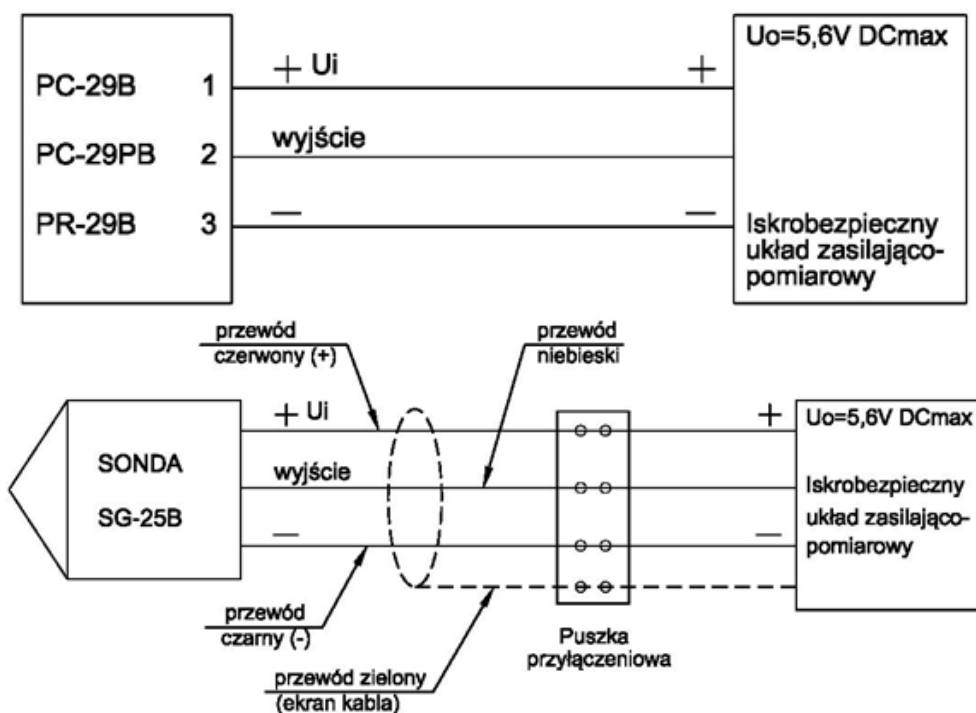 PC-29B 1
PC-29PB 2
PR-29B 3
+ Ui
wyjście
—
+
—
Uo=5,6V DCmax
Iskrobezpieczny
układ zasilająco-
pomiarowy
przewód
czerwony (+)
przewód
niebieski
SONDA
SG-25B
+ Ui
wyjście
—
+
—
Uo=5,6V DCmax
Iskrobezpieczny
układ zasilająco-
pomiarowy
przewód
czarny (-)
przewód zielony
(ekran kabla)
Puszka
przyłączeniowa